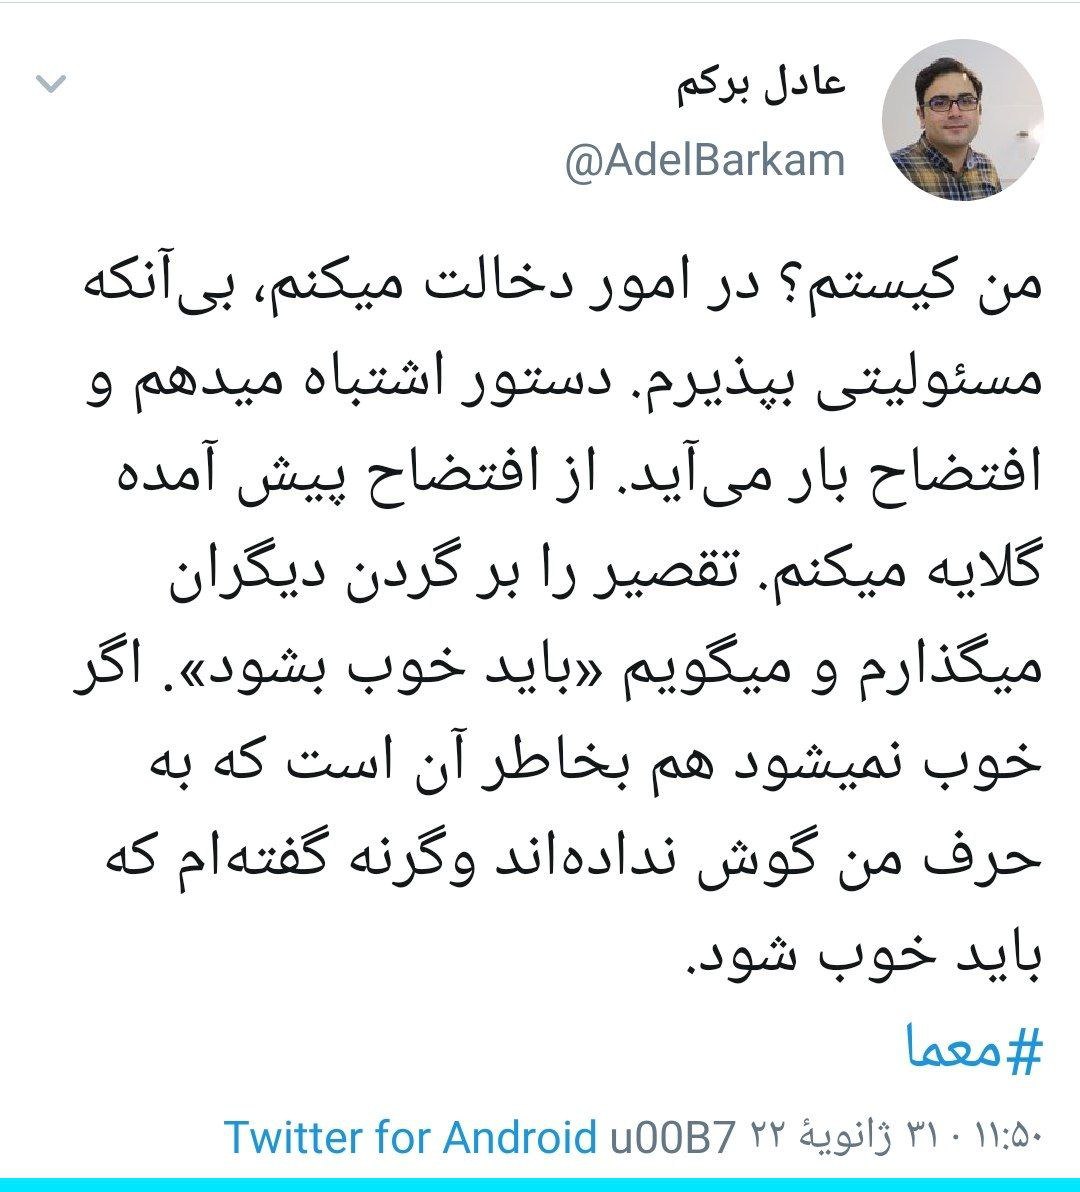 عادل برکم
@AdelBarkam
من کیستم؟ در امور دخالت میکنم، بی‌آنکه
مسئولیتی بپذیرم. دستور اشتباه میدهم و
افتضاح بار می‌آید. از افتضاح پیش آمده
گلایه میکنم. تقصیر را بر گردن دیگران
میگذارم و میگویم «باید خوب بشود». اگر
خوب نمیشود هم بخاطر آن است که به
حرف من گوش نداده‌اند وگرنه گفته‌ام که
باید خوب شود.
#معما
۱۱:۵۰ · ۳۱ ژانویهٔ ۲۲ u00B7 Twitter for Android